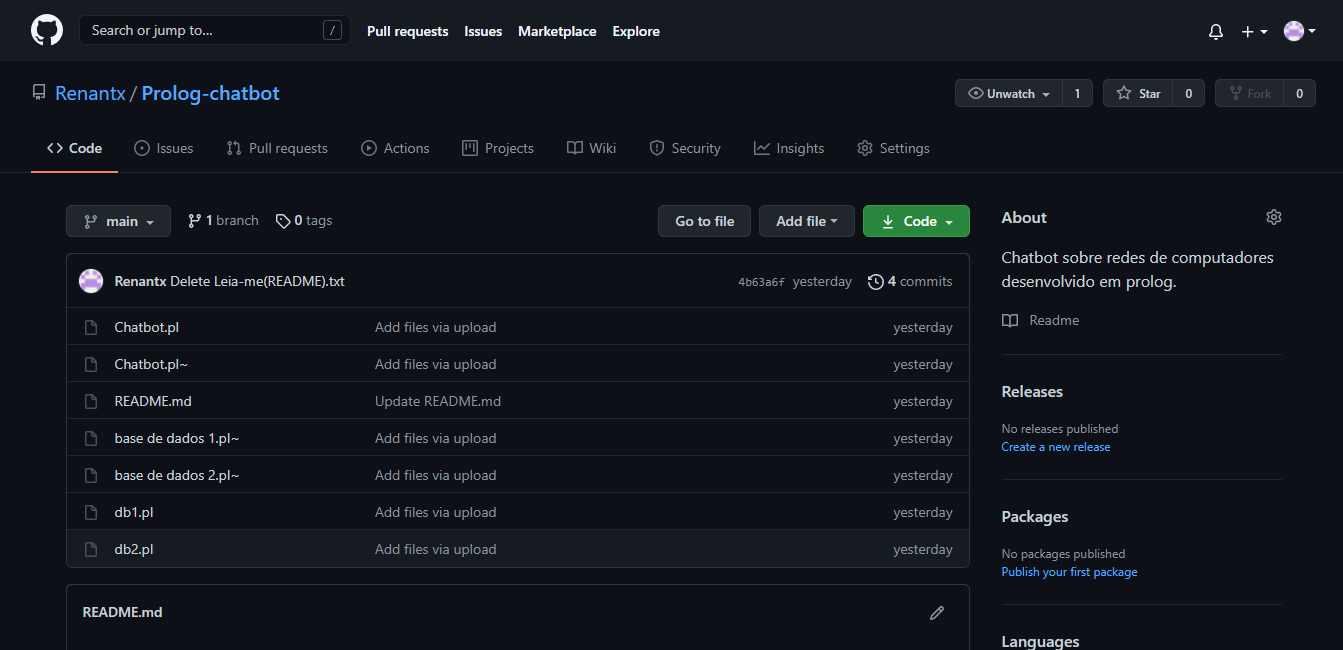 Search or jump to... /
Pull requests Issues Marketplace Explore
Renantx / Prolog-chatbot
Unwatch 1 Star 0 Fork 0
Code Issues Pull requests Actions Projects Wiki Security Insights Settings
main 1 branch 0 tags Go to file Add file Code
Renantx Delete Leia-me(README).txt 4b63a6f yesterday 4 commits
Chatbot.pl Add files via upload yesterday
Chatbot.pl~ Add files via upload yesterday
README.md Update README.md yesterday
base de dados 1.pl~ Add files via upload yesterday
base de dados 2.pl~ Add files via upload yesterday
db1.pl Add files via upload yesterday
db2.pl Add files via upload yesterday
README.md
About
Chatbot sobre redes de computadores
desenvolvido em prolog.
Readme
Releases
No releases published
Create a new release
Packages
No packages published
Publish your first package
Languages